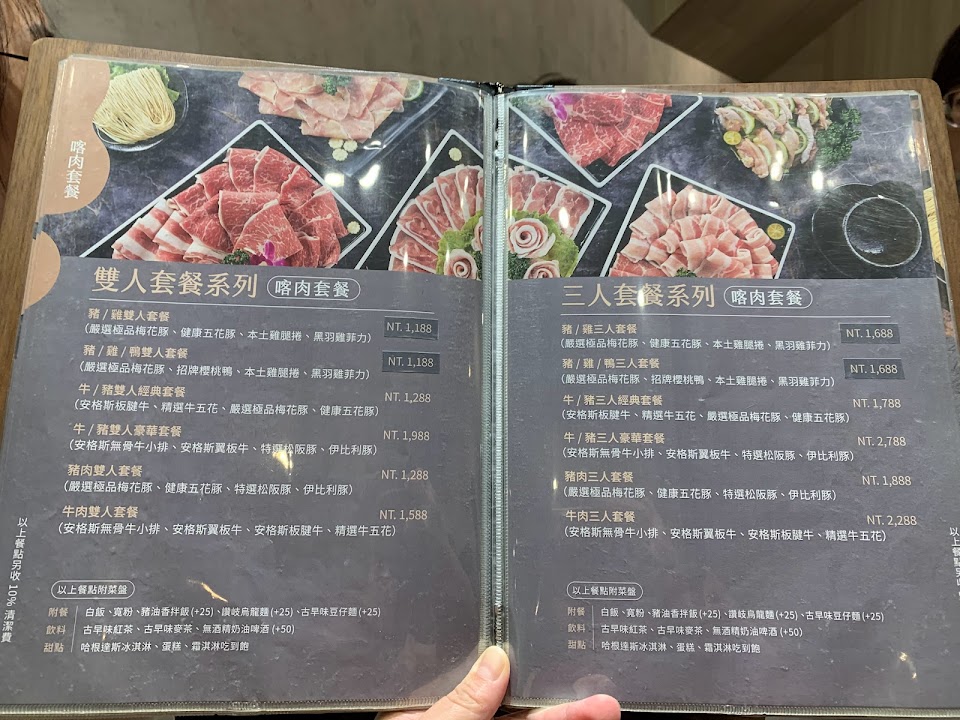 喀肉套餐
雙人套餐系列 喀肉套餐
豬 / 雞雙人套餐
(嚴選極品梅花豚、健康五花豚、本土雞腿捲、黑羽雞菲力) NT. 1,188
豬 / 雞 / 鴨雙人套餐
(嚴選極品梅花豚、招牌櫻桃鴨、本土雞腿捲、黑羽雞菲力) NT. 1,188
牛 / 豬雙人經典套餐 NT. 1,288
(安格斯板腱牛、精選牛五花、嚴選極品梅花豚、健康五花豚)
牛 / 豬雙人豪華套餐 NT. 1,988
(安格斯無骨牛小排、安格斯翼板牛、特選松阪豚、伊比利豚)
豬肉雙人套餐 NT. 1,288
(嚴選極品梅花豚、健康五花豚、特選松阪豚、伊比利豚)
牛肉雙人套餐 NT. 1,588
(安格斯無骨牛小排、安格斯翼板牛、安格斯板腱牛、精選牛五花)
以上餐點附菜盤
附餐 白飯、寬粉、豬油香拌飯(+25)、讚岐烏龍麵(+25)、古早味豆仔麵(+25)
飲料 古早味紅茶、古早味麥茶、無酒精奶油啤酒(+50)
甜點 哈根達斯冰淇淋、蛋糕、霜淇淋吃到飽
以上餐點另收 10% 清潔費
三人套餐系列 喀肉套餐
豬 / 雞三人套餐
(嚴選極品梅花豚、健康五花豚、本土雞腿捲、黑羽雞菲力) NT. 1,688
豬 / 雞 / 鴨三人套餐
(嚴選極品梅花豚、招牌櫻桃鴨、本土雞腿捲、黑羽雞菲力) NT. 1,688
牛 / 豬三人經典套餐 NT. 1,788
(安格斯板腱牛、精選牛五花、嚴選極品梅花豚、健康五花豚)
牛 / 豬三人豪華套餐 NT. 2,788
(安格斯無骨牛小排、安格斯翼板牛、特選松阪豚、伊比利豚)
豬肉三人套餐 NT. 1,888
(嚴選極品梅花豚、健康五花豚、特選松阪豚、伊比利豚)
牛肉三人套餐 NT. 2,288
(安格斯無骨牛小排、安格斯翼板牛、安格斯板腱牛、精選牛五花)
以上餐點附菜盤
附餐 白飯、寬粉、豬油香拌飯(+25)、讚岐烏龍麵(+25)、古早味豆仔麵(+25)
飲料 古早味紅茶、古早味麥茶、無酒精奶油啤酒(+50)
甜點 哈根達斯冰淇淋、蛋糕、霜淇淋吃到飽
以上餐點另收